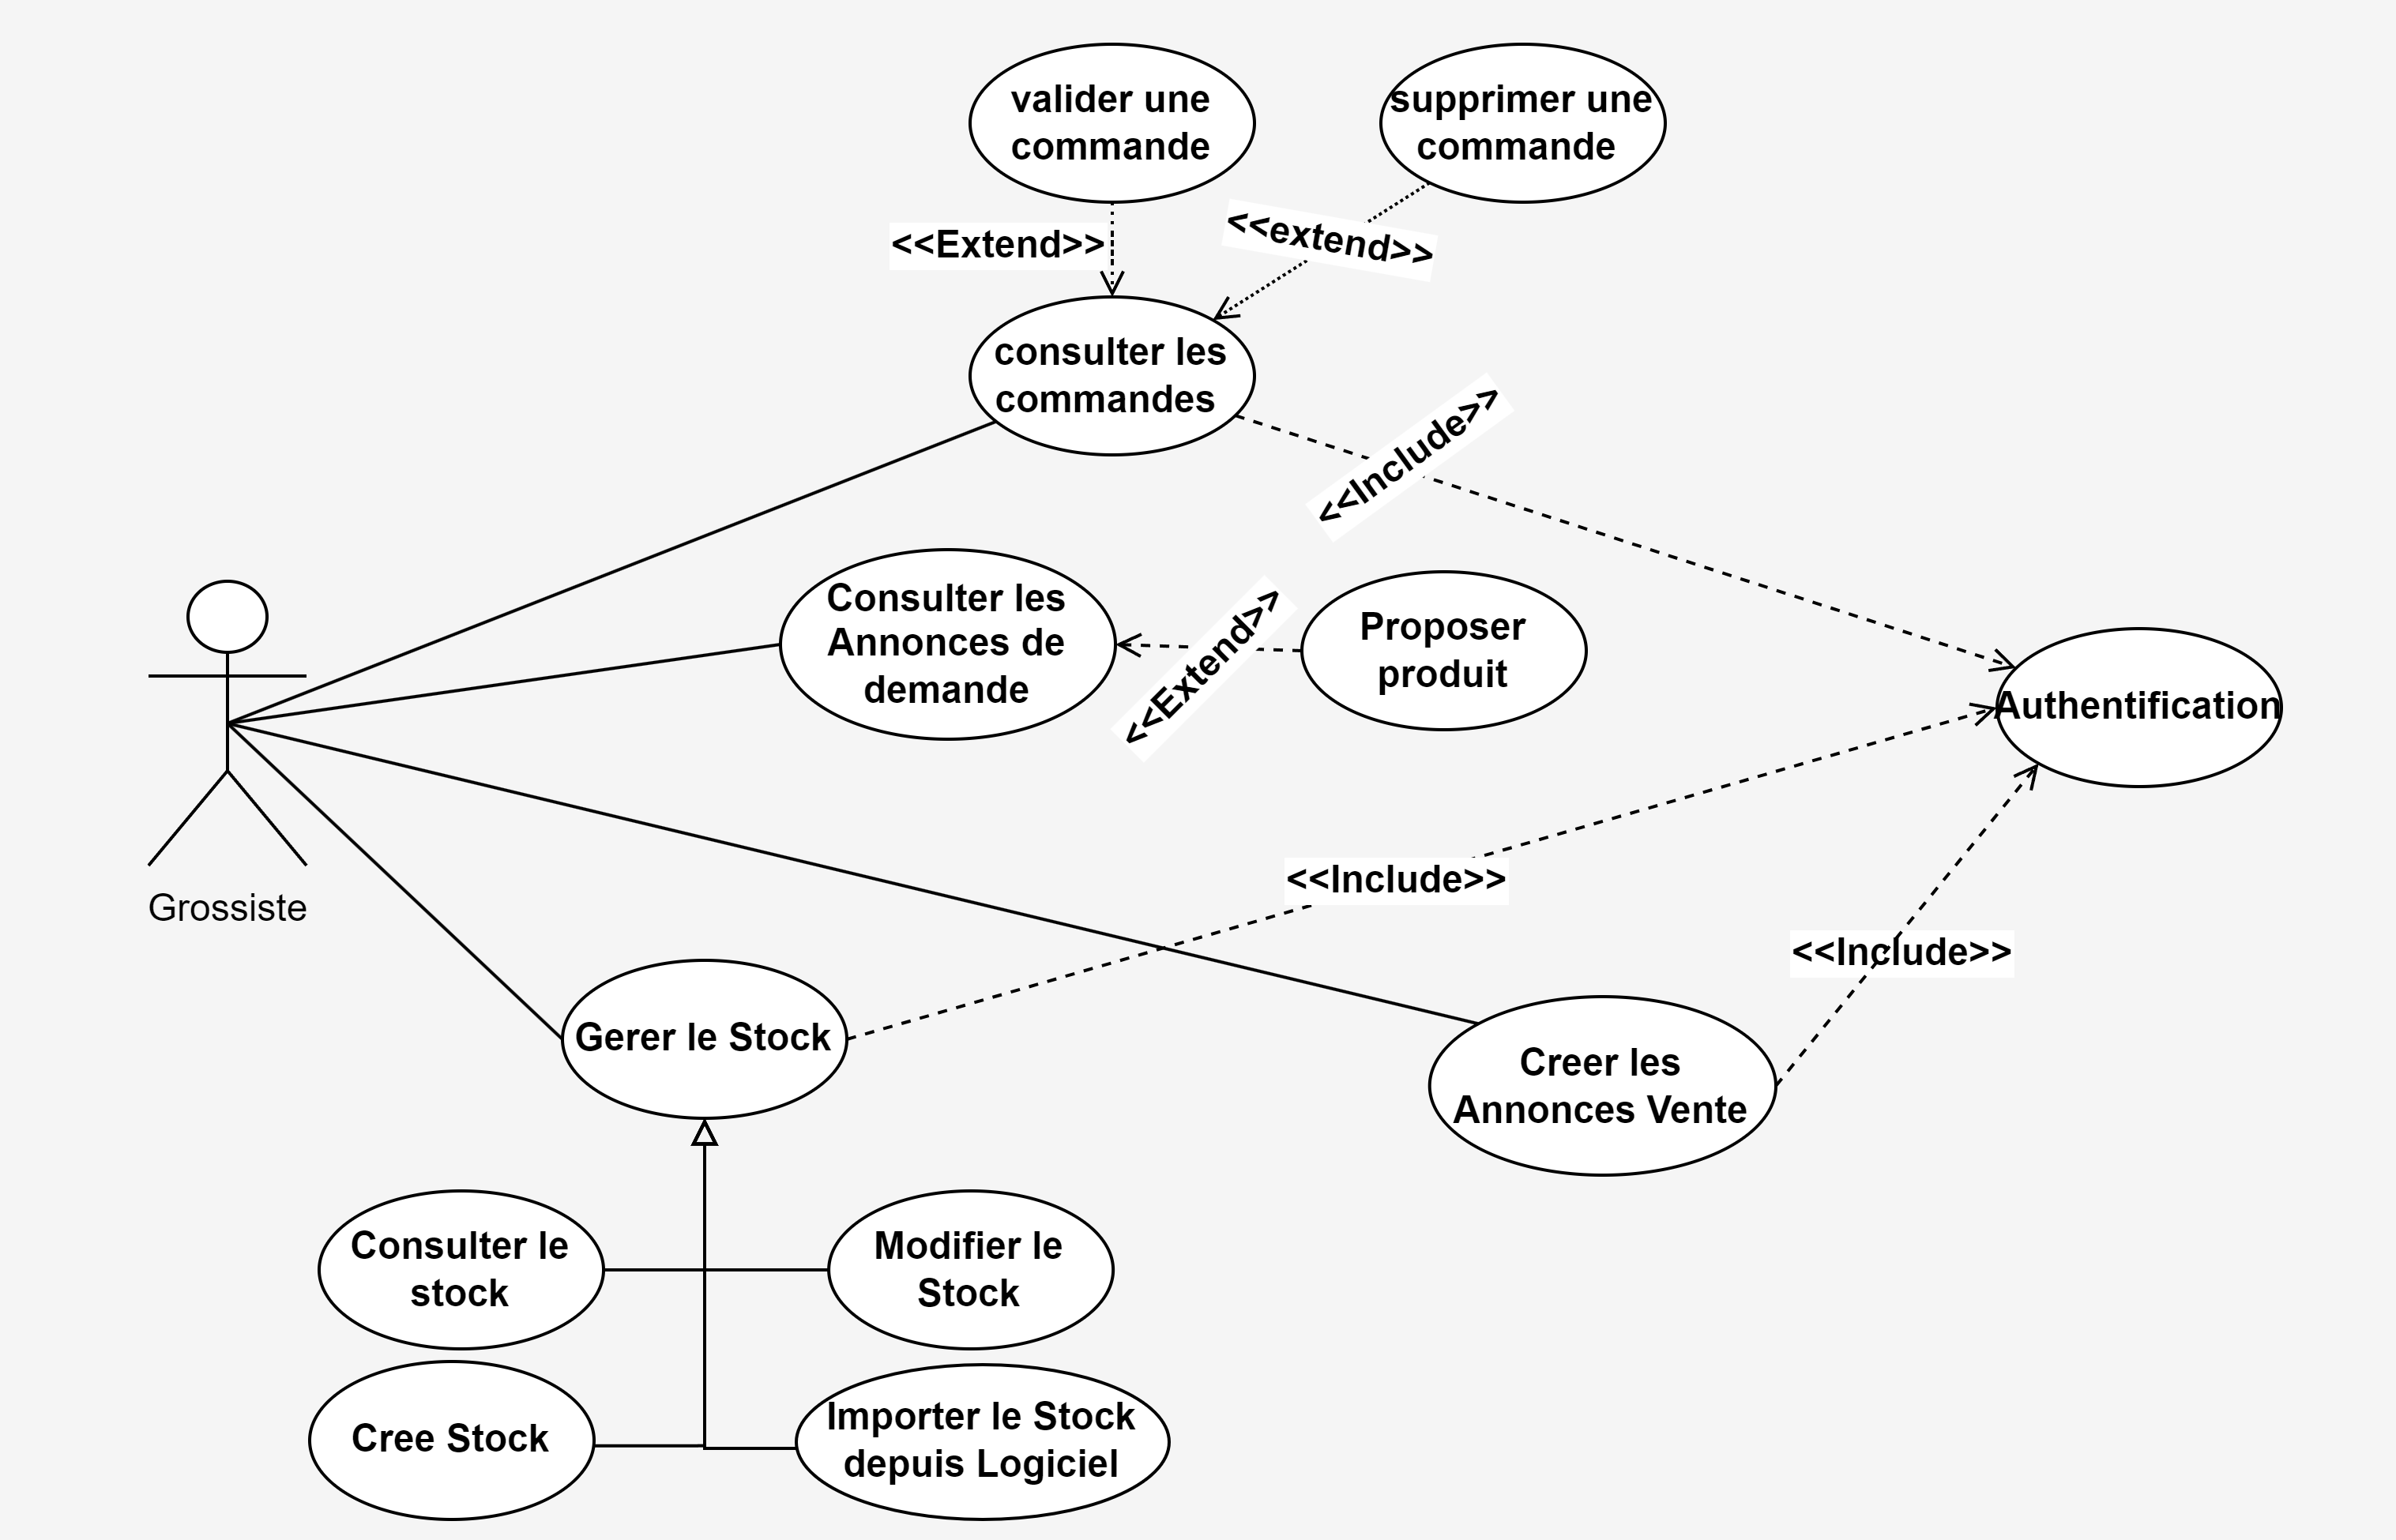 valider une
commande
supprimer une
commande
<<Extend>>
<<extend>>
consulter les
commandes
<<Include>>
Consulter les
Annonces de
demande
<<Extend>>
Proposer
produit
Authentification
Grossiste
<<Include>>
<<Include>>
Gerer le Stock
Creer les
Annonces Vente
Consulter le
stock
Modifier le
Stock
Cree Stock
Importer le Stock
depuis Logiciel